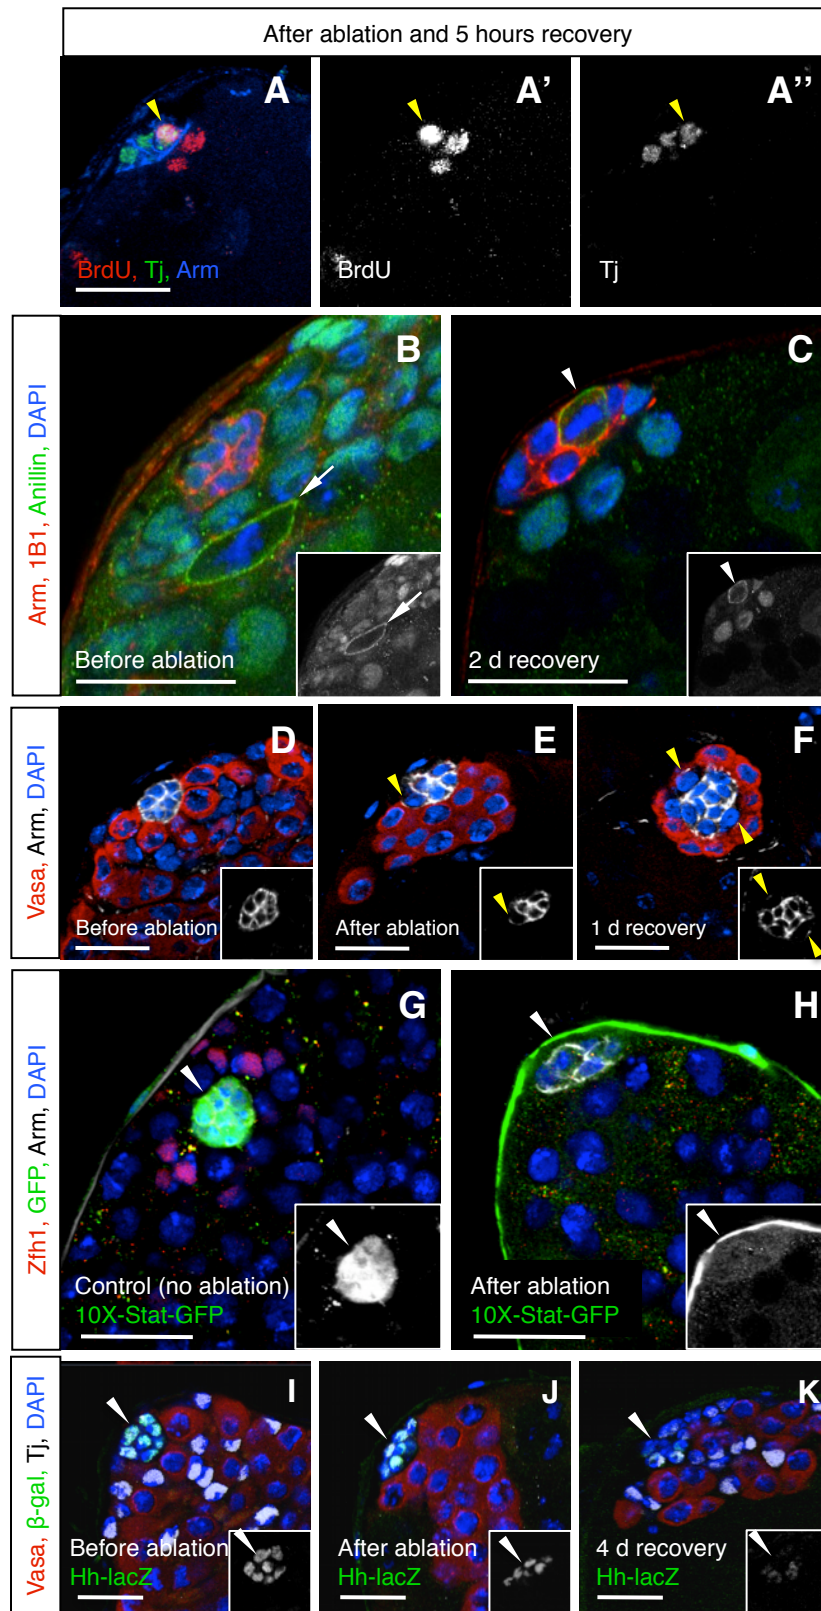 After ablation and 5 hours recovery
A
A’
A’’
BrdU, Tj, Arm
BrdU
Tj
Arm, 1B1, Anillin, DAPI
B
C
Before ablation
2 d recovery
Vasa, Arm, DAPI
D
E
F
Before ablation
After ablation
1 d recovery
Zfh1, GFP, Arm, DAPI
G
H
Control (no ablation)
10X-Stat-GFP
After ablation
10X-Stat-GFP
Vasa, β-gal, Tj, DAPI
I
J
K
Before ablation
Hh-lacZ
After ablation
Hh-lacZ
4 d recovery
Hh-lacZ